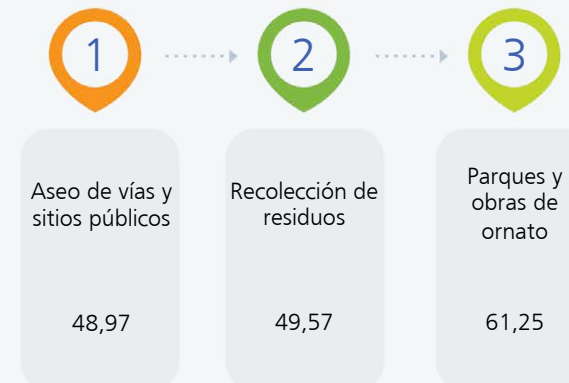 1
2
3
Aseo de vías y
sitios públicos
48,97
Recolección de
residuos
49,57
Parques y
obras de
ornato
61,25